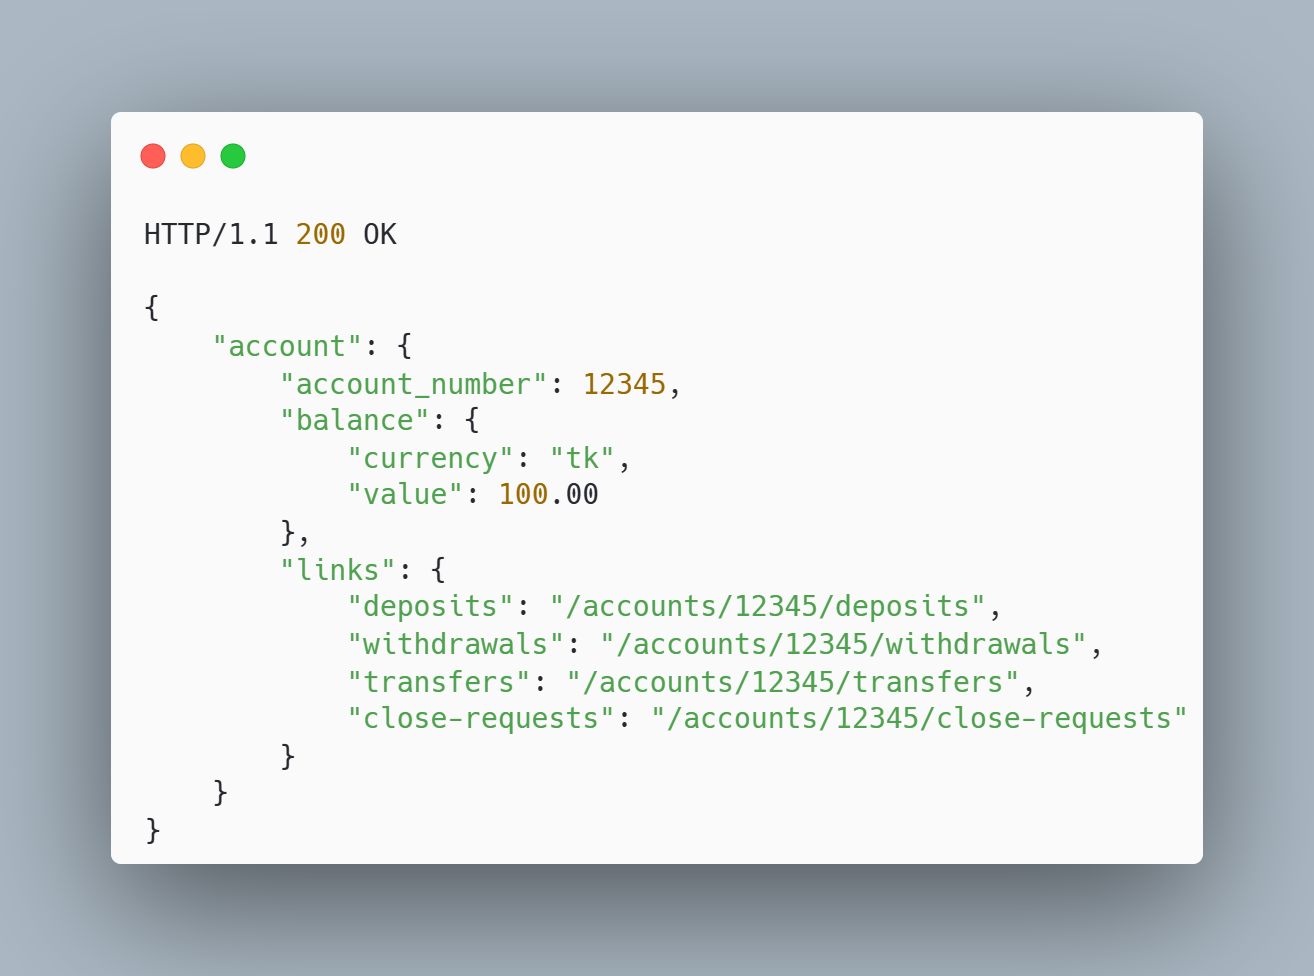 HTTP/1.1 200 OK
{
    "account": {
        "account_number": 12345,
        "balance": {
            "currency": "tk",
            "value": 100.00
        },
        "links": {
            "deposits": "/accounts/12345/deposits",
            "withdrawals": "/accounts/12345/withdrawals",
            "transfers": "/accounts/12345/transfers",
            "close-requests": "/accounts/12345/close-requests"
        }
    }
}